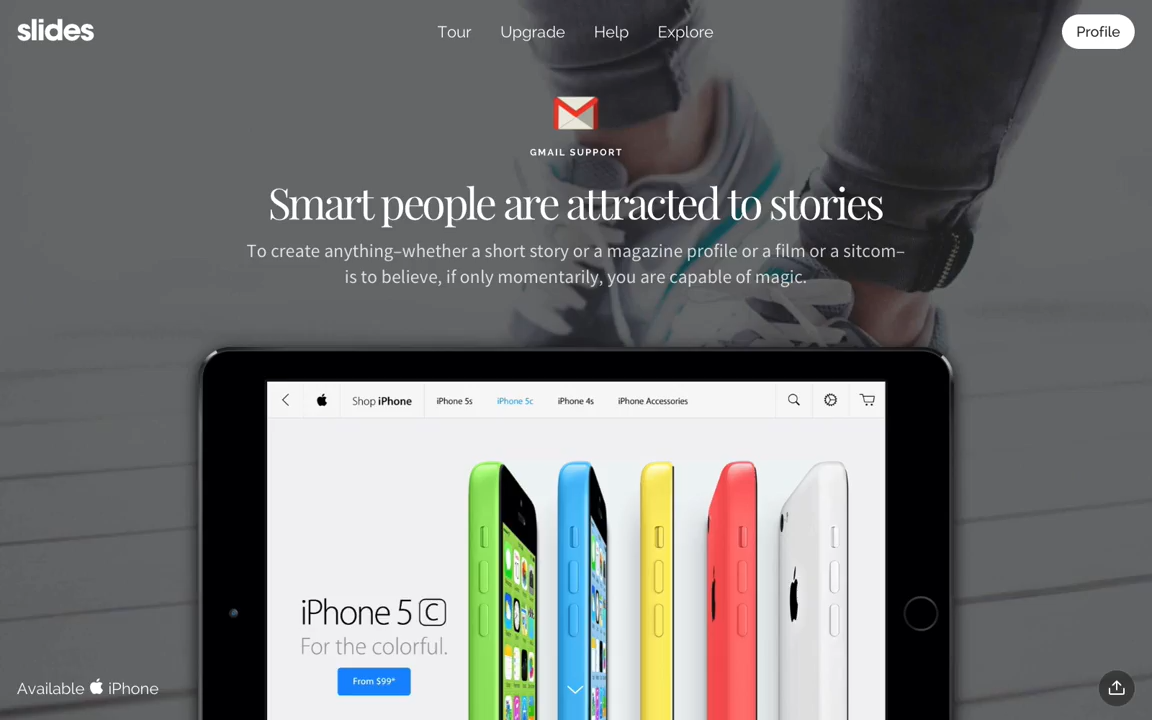 slides
Tour
Upgrade
Help
Explore
Profile
GMAIL SUPPORT
Smart people are attracted to stories
To create anything–whether a short story or a magazine profile or a film or a sitcom–
is to believe, if only momentarily, you are capable of magic.
Shop iPhone
iPhone 5s
iPhone 5c
iPhone 4s
iPhone Accessories
iPhone 5 C
For the colorful.
From $99*
Available iPhone